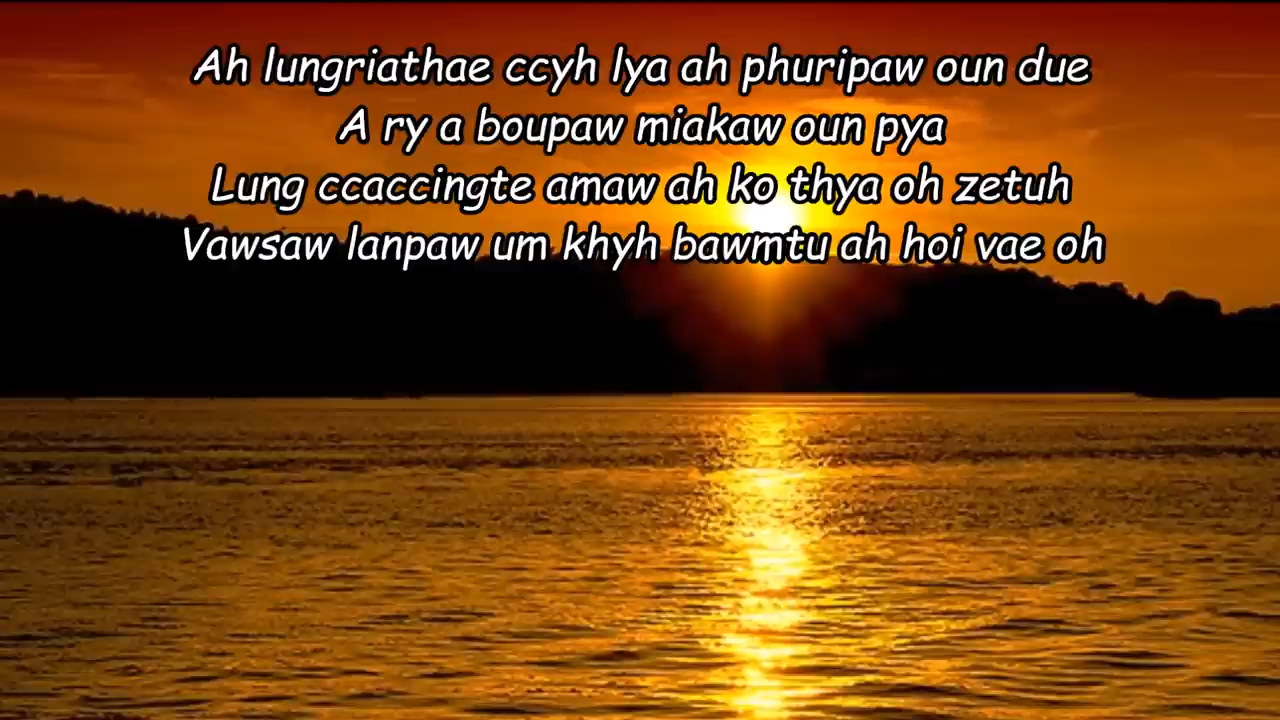 Ah lungriathae ccyh lya ah phuripaw oun due
A ry a boupaw miakaw oun pya
Lung ccaccingte amaw ah ko thya oh zetuh
Vawsaw lanpaw um khyh bawmtu ah hoi vae oh